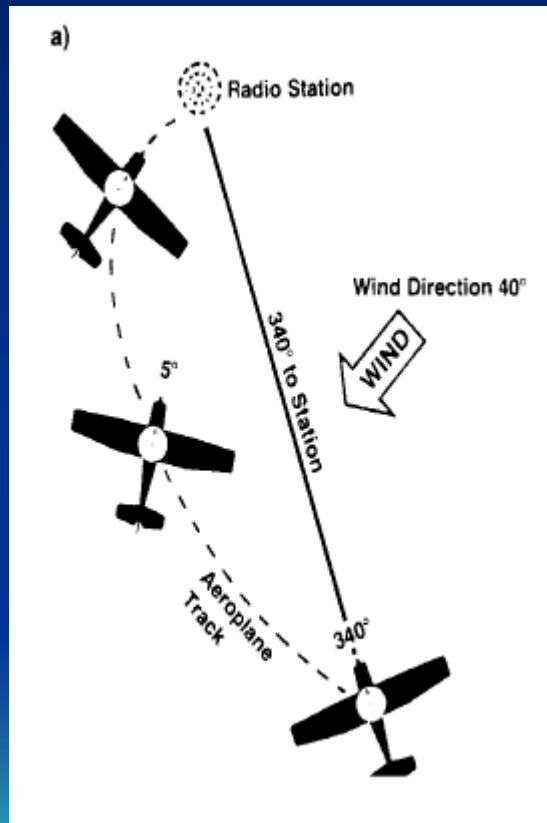 a)
Radio Station
Wind Direction 40°
WIND
340° to Station
5°
Aeroplane
Track
340°